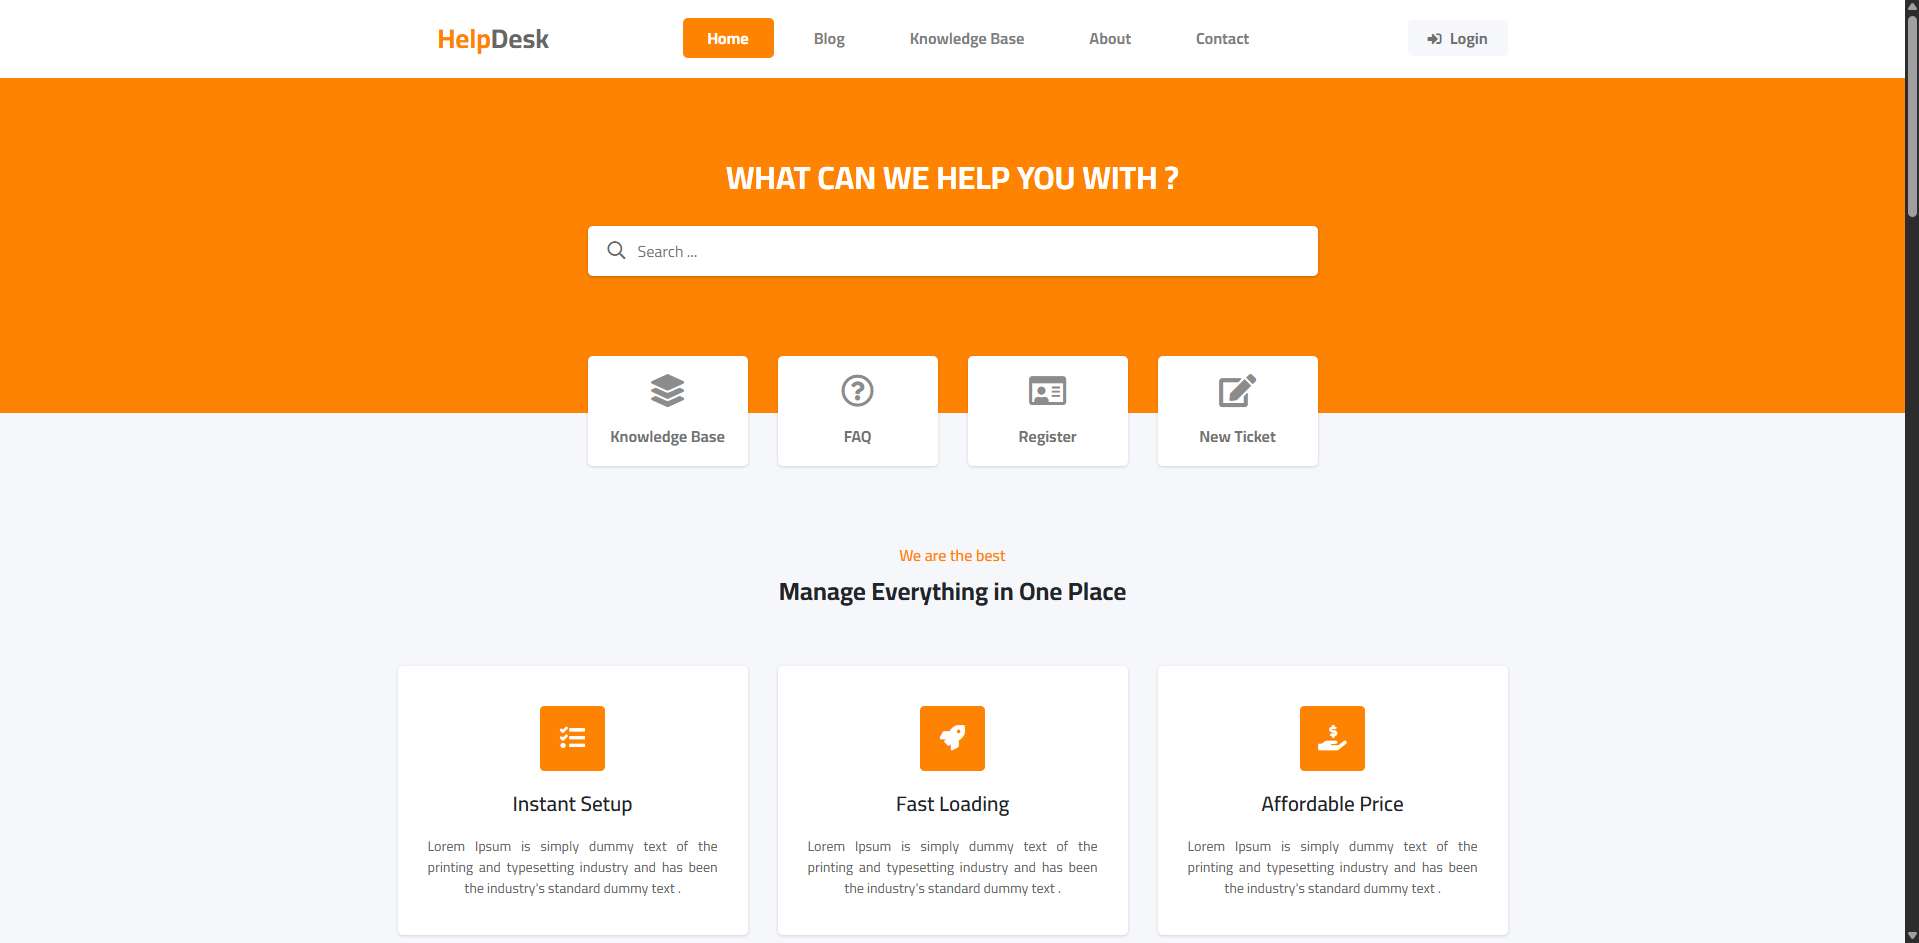 HelpDesk
Home
Blog
Knowledge Base
About
Contact
Login
WHAT CAN WE HELP YOU WITH ?
Search ...
Knowledge Base
FAQ
Register
New Ticket
We are the best
Manage Everything in One Place
Instant Setup
Lorem Ipsum is simply dummy text of the
printing and typesetting industry and has been
the industry's standard dummy text .
Fast Loading
Lorem Ipsum is simply dummy text of the
printing and typesetting industry and has been
the industry's standard dummy text .
Affordable Price
Lorem Ipsum is simply dummy text of the
printing and typesetting industry and has been
the industry's standard dummy text .